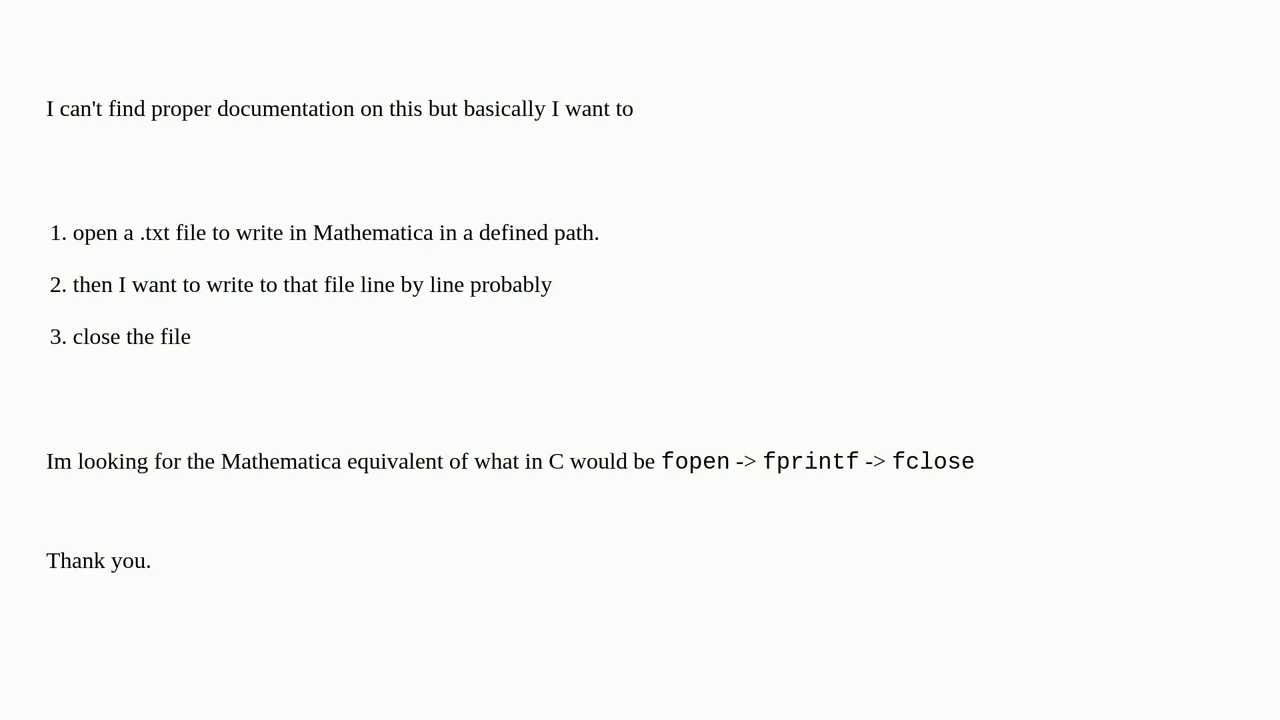 I can't find proper documentation on this but basically I want to
1. open a .txt file to write in Mathematica in a defined path.
2. then I want to write to that file line by line probably
3. close the file
Im looking for the Mathematica equivalent of what in C would be fopen -> fprintf -> fclose
Thank you.